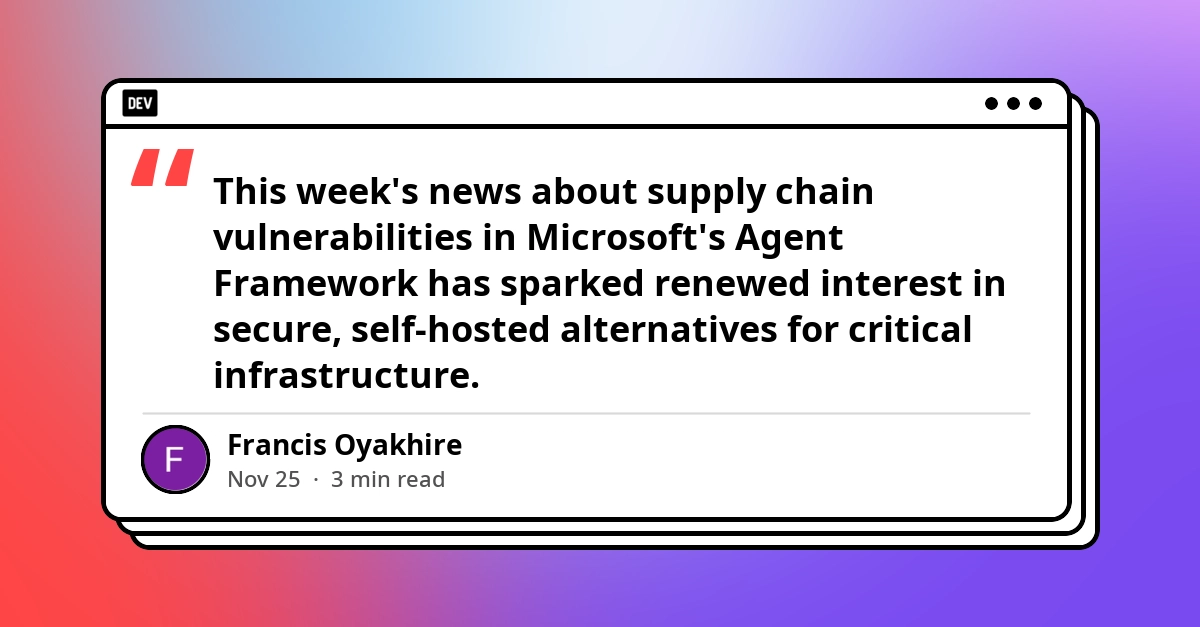 DEV
“
This week's news about supply chain
vulnerabilities in Microsoft's Agent
Framework has sparked renewed interest in
secure, self-hosted alternatives for critical
infrastructure.
F
Francis Oyakhire
Nov 25 · 3 min read